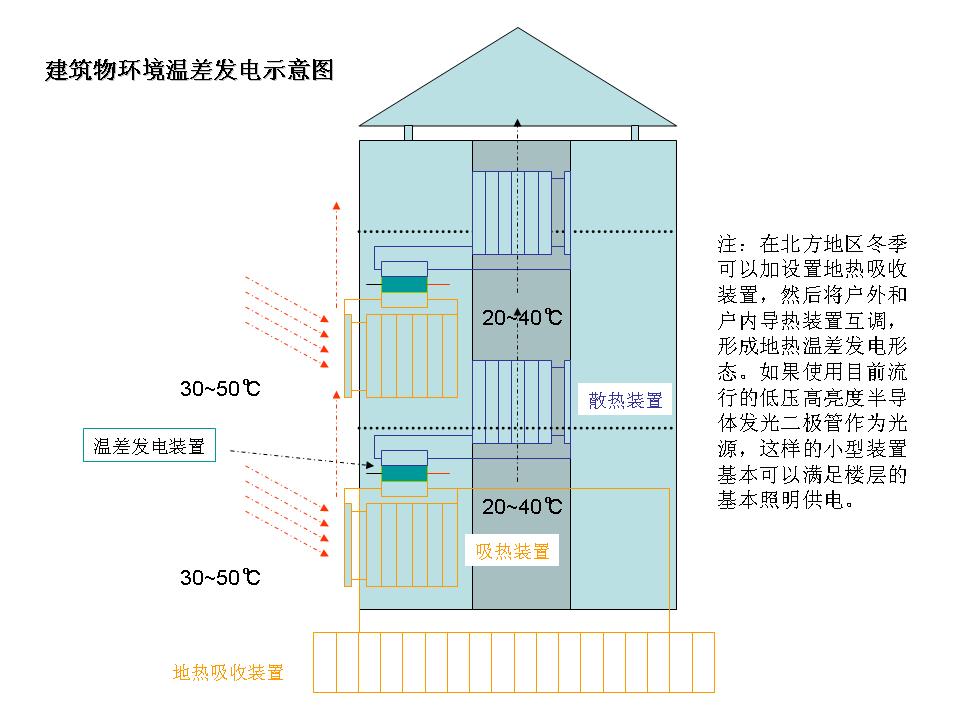 建筑物环境温差发电示意图
注：在北方地区冬季
可以加设置地热吸收
装置，然后将户外和
户内导热装置互调，
形成地热温差发电形
态。如果使用目前流
行的低压高亮度半导
体发光二极管作为光
源，这样的小型装置
基本可以满足楼层的
基本照明供电。
20~40℃
30~50℃
散热装置
温差发电装置
20~40℃
吸热装置
30~50℃
地热吸收装置